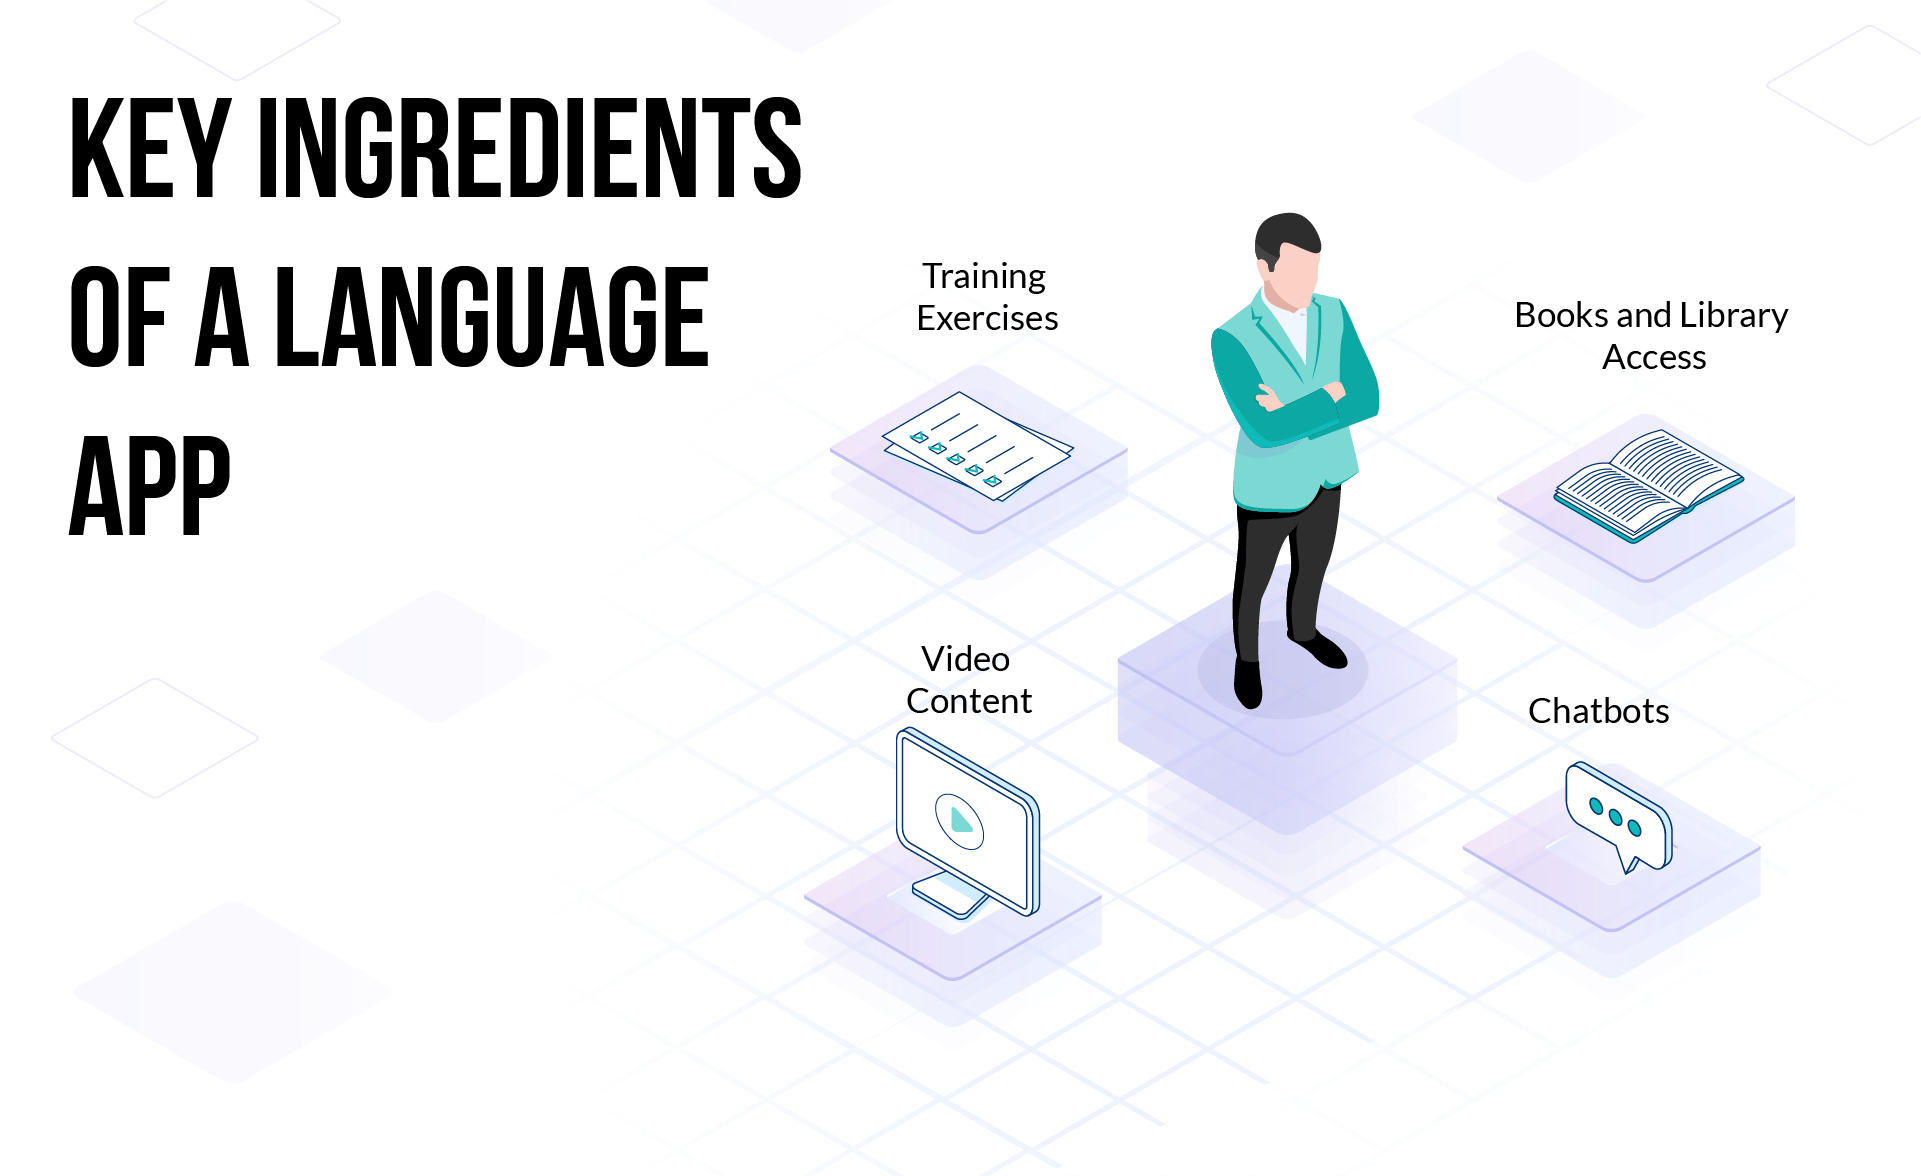 KEY INGREDIENTS
OF A LANGUAGE
APP
Training
Exercises
Books and Library
Access
Video
Content
Chatbots